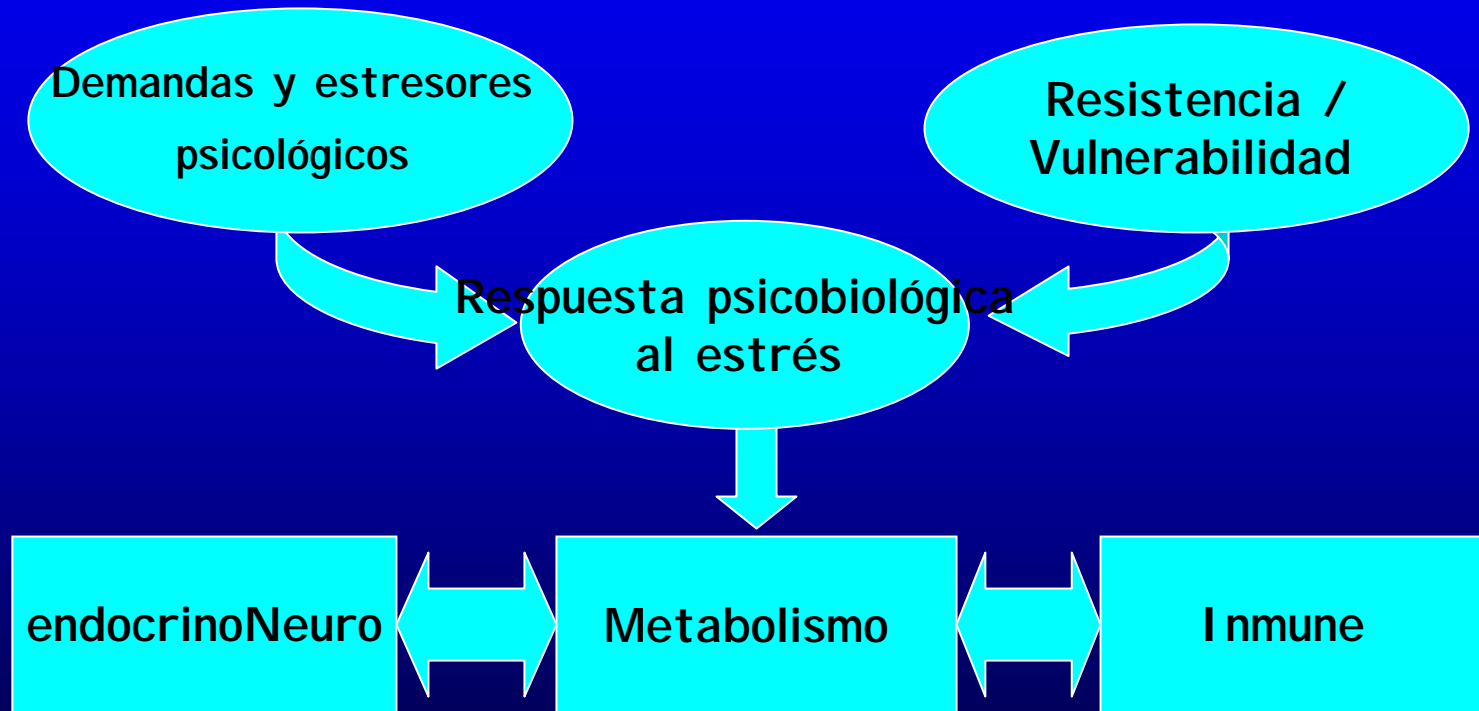 Demandas y estresores
psicológicos
Resistencia /
Vulnerabilidad
Respuesta psicobiológica
al estrés
endocrinoNeuro
Metabolismo
Inmune